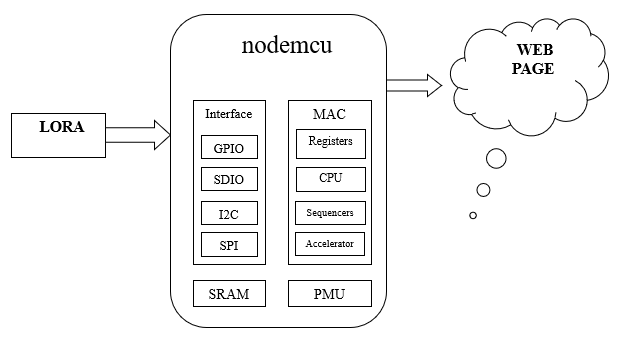 nodemcu
WEB
PAGE
LORA
Interface
GPIO
SDIO
I2C
SPI
MAC
Registers
CPU
Sequencers
Accelerator
SRAM
PMU